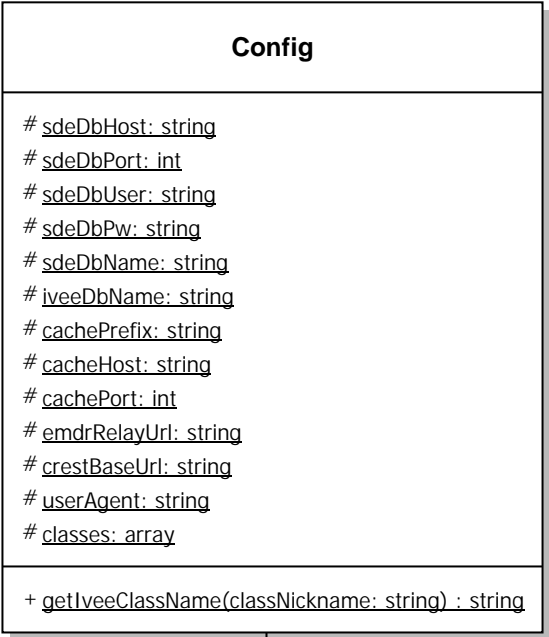 Config
# sdeDbHost: string
# sdeDbPort: int
# sdeDbUser: string
# sdeDbPw: string
# sdeDbName: string
# iveeDbName: string
# cachePrefix: string
# cacheHost: string
# cachePort: int
# emdrRelayUrl: string
# crestBaseUrl: string
# userAgent: string
# classes: array
+ getIveeClassName(classNickname: string) : string